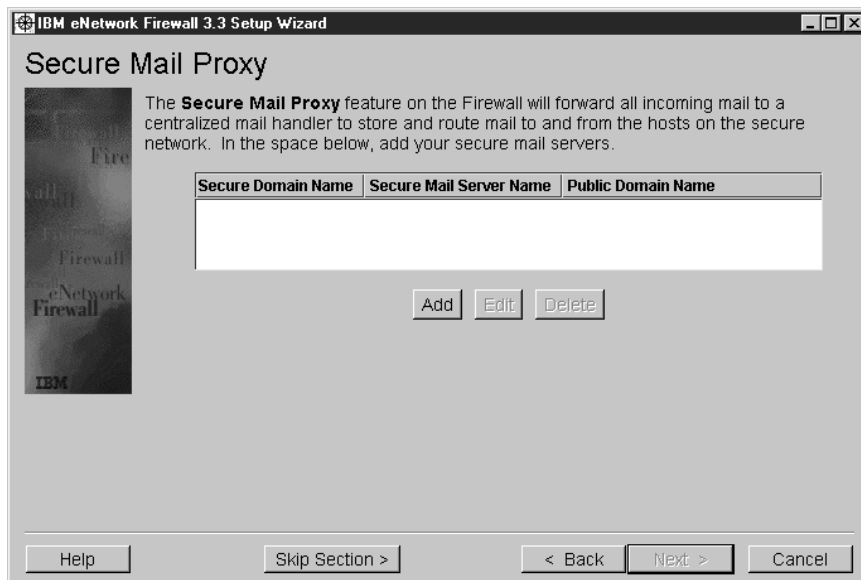 IBM eNetwork Firewall 3.3 Setup Wizard
Secure Mail Proxy
The Secure Mail Proxy feature on the Firewall will forward all incoming mail to a
centralized mail handler to store and route mail to and from the hosts on the secure
network. In the space below, add your secure mail servers.
Fire
wall
Firewall
eNetwork
Firewall
IBM
Secure Domain Name Secure Mail Server Name Public Domain Name
Add Edit Delete
Help Skip Section > < Back Next > Cancel